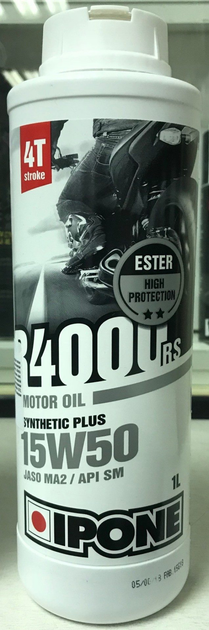 4T
stroke
ESTER
HIGH
PROTECTION
R4000RS
MOTOR OIL
SYNTHETIC PLUS
15W50
JASO MA2 / API SM
1L
IPONE